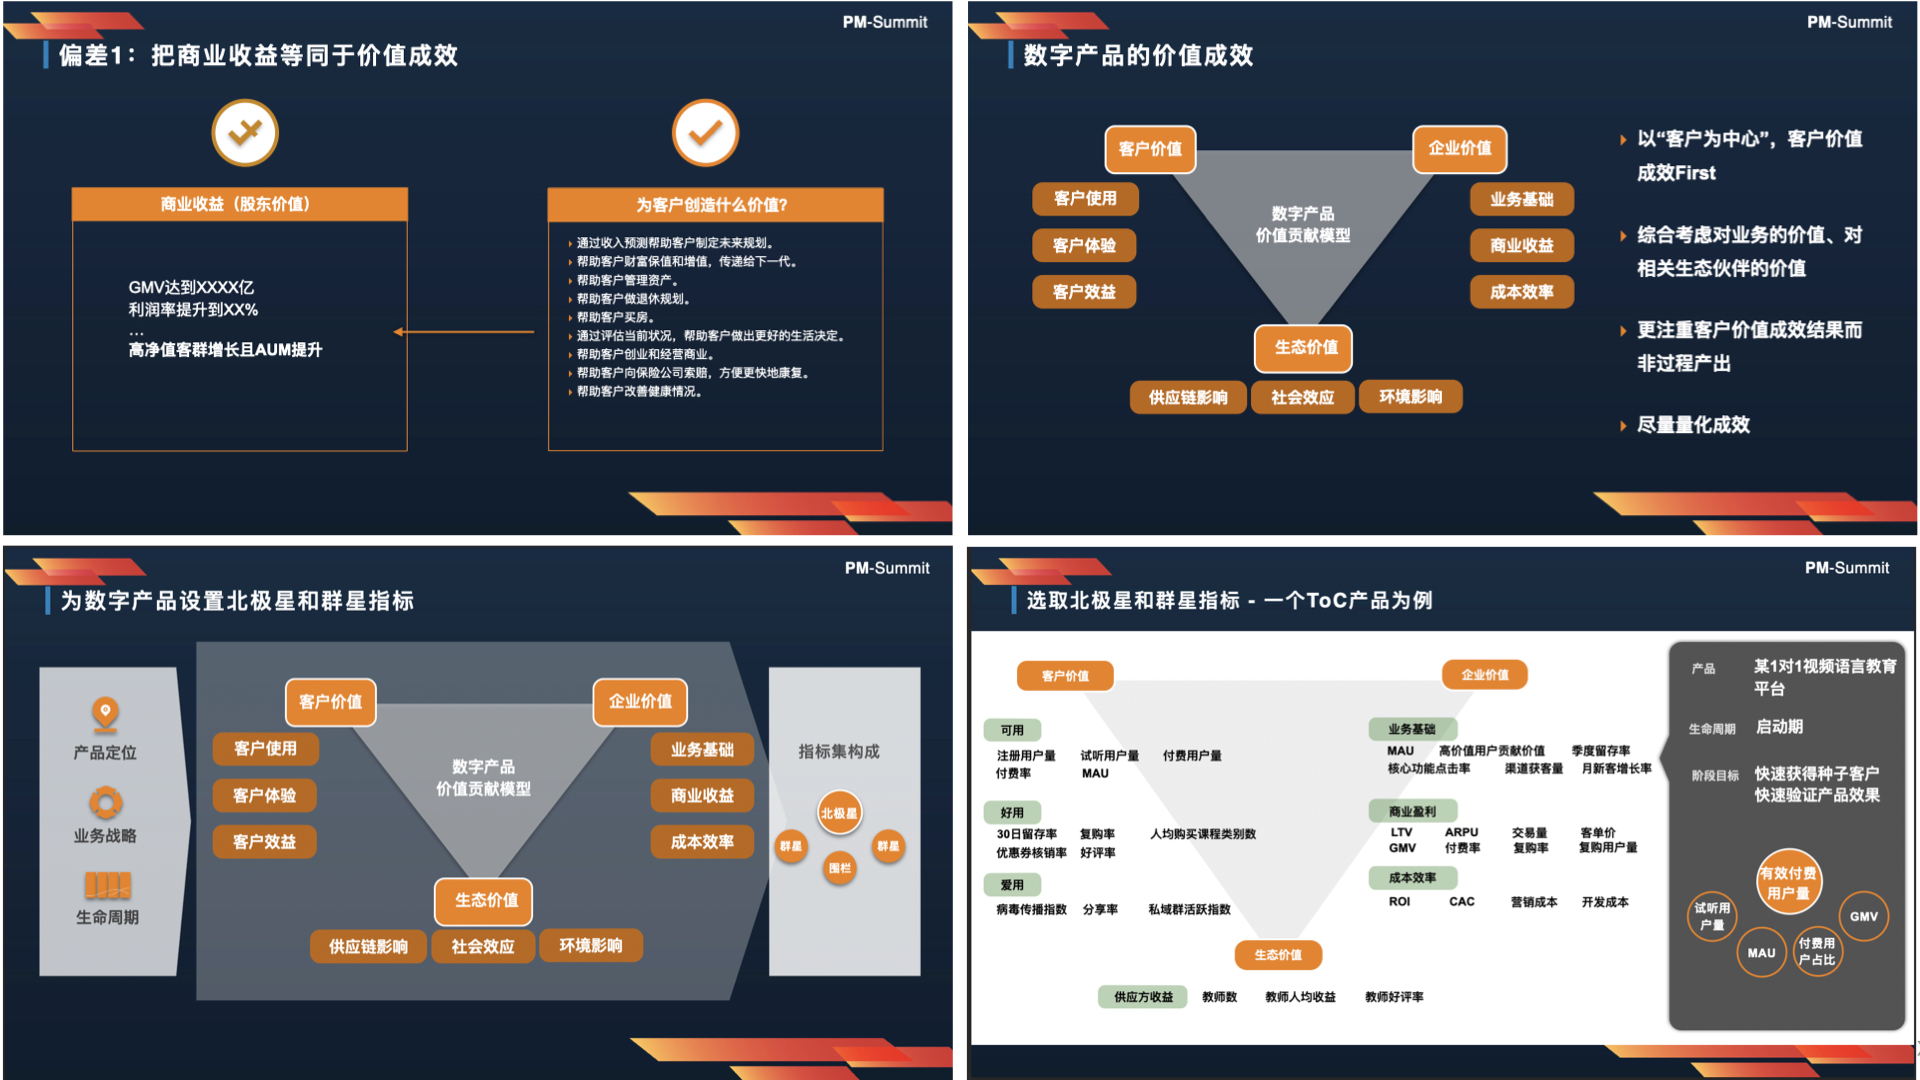 PM-Summit
偏差1：把商业收益等同于价值成效
商业收益（股东价值）
GMV达到XXXX亿
利润率提升到XX%
...
高净值客群增长且AUM提升
为客户创造什么价值?
通过收入预测帮助客户制定未来规划。
帮助客户财富保值和增值，传递给下一代。
帮助客户管理资产。
帮助客户做退休规划。
帮助客户买房。
通过评估当前状况，帮助客户做出更好的生活决定。
帮助客户创业和经营商业。
帮助客户向保险公司索赔，方便更快地康复。
帮助客户改善健康情况。
PM-Summit
数字产品的价值成效
客户价值
企业价值
客户使用
客户体验
客户效益
数字产品
价值贡献模型
业务基础
商业收益
成本效率
生态价值
供应链影响 社会效应 环境影响
以“客户为中心”，客户价值
成效First
综合考虑对业务的价值、对
相关生态伙伴的价值
更注重客户价值成效结果而
非过程产出
尽量量化成效
PM-Summit
为数字产品设置北极星和群星指标
产品定位
业务战略
生命周期
客户价值
企业价值
客户使用
客户体验
客户效益
数字产品
价值贡献模型
业务基础
商业收益
成本效率
生态价值
供应链影响 社会效应 环境影响
指标集构成
北极星
群星
群星
围栏
PM-Summit
选取北极星和群星指标 - 一个ToC产品为例
客户价值
企业价值
可用
注册用户量 试听用户量 付费用户量
付费率 MAU
好用
30日留存率 复购率 人均购买课程类别数
优惠券核销率 好评率
爱用
病毒传播指数 分享率 私域群活跃指数
业务基础
MAU 高价值用户贡献价值 季度留存率
核心功能点击率 渠道获客量 月新客增长率
商业盈利
LTV ARPU 交易量 客单价
GMV 付费率 复购率 复购用户量
成本效率
ROI CAC 营销成本 开发成本
生态价值
供应方收益 教师数 教师人均收益 教师好评率
产品 某1对1视频语言教育
平台
生命周期 启动期
阶段目标 快速获得种子客户
快速验证产品效果
有效付费
用户量
试听用
户量
MAU
付费用
户占比
GMV